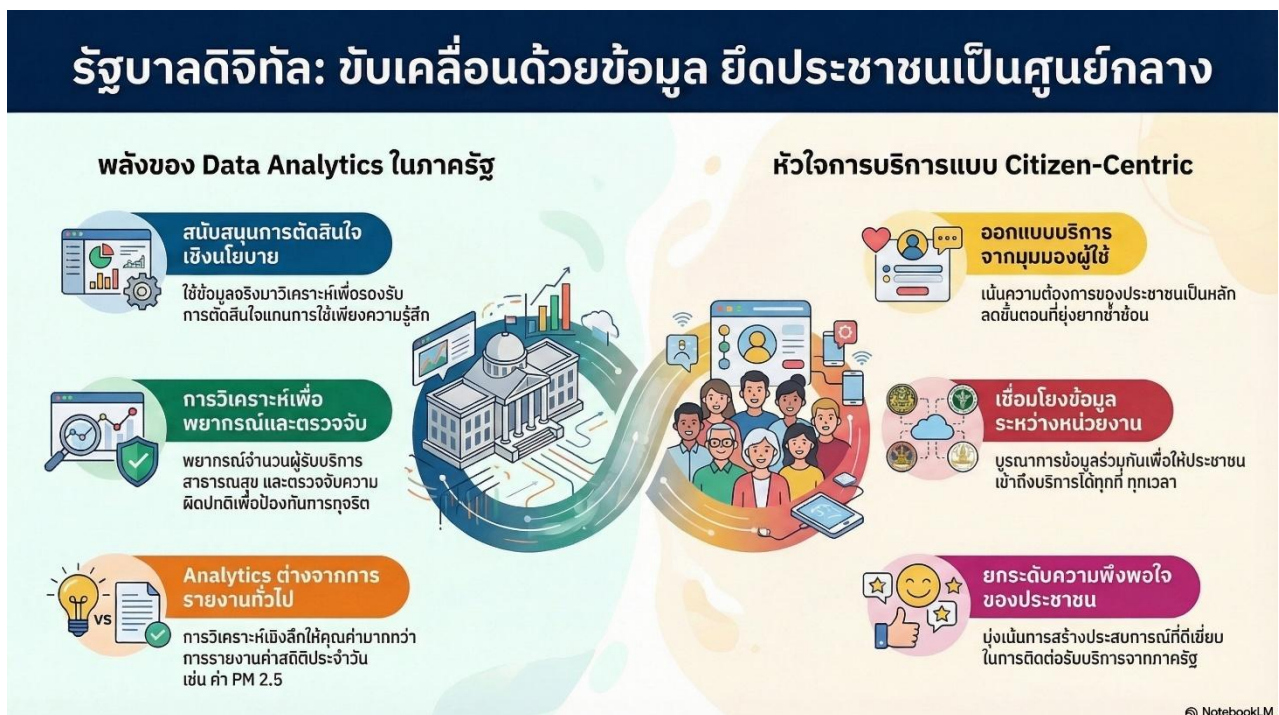 รัฐบาลดิจิทัล: ขับเคลื่อนด้วยข้อมูล ยึดประชาชนเป็นศูนย์กลาง
พลังของ Data Analytics ในภาครัฐ
สนับสนุนการตัดสินใจ
เชิงนโยบาย
ใช้ข้อมูลจริงมาวิเคราะห์เพื่อรองรับ
การตัดสินใจแทนการใช้เพียงความรู้สึก
การวิเคราะห์เพื่อ
พยากรณ์และตรวจจับ
พยากรณ์จำนวนผู้รับบริการ
สาธารณสุข และตรวจจับความ
ผิดปกติเพื่อป้องกันการทุจริต
VS
Analytics ต่างจากการ
รายงานทั่วไป
การวิเคราะห์เชิงลึกให้คุณค่ามากกว่า
การรายงานค่าสถิติประจำวัน
เช่น ค่า PM 2.5
หัวใจการบริการแบบ Citizen-Centric
ออกแบบบริการ
จากมุมมองผู้ใช้
เน้นความต้องการของประชาชนเป็นหลัก
ลดขั้นตอนที่ยุ่งยากซ้ำซ้อน
เชื่อมโยงข้อมูล
ระหว่างหน่วยงาน
บูรณาการข้อมูลร่วมกันเพื่อให้ประชาชน
เข้าถึงบริการได้ทุกที่ ทุกเวลา
ยกระดับความพึงพอใจ
ของประชาชน
มุ่งเน้นการสร้างประสบการณ์ที่ดีเยี่ยม
ในการติดต่อรับบริการจากภาครัฐ
NotebookLM